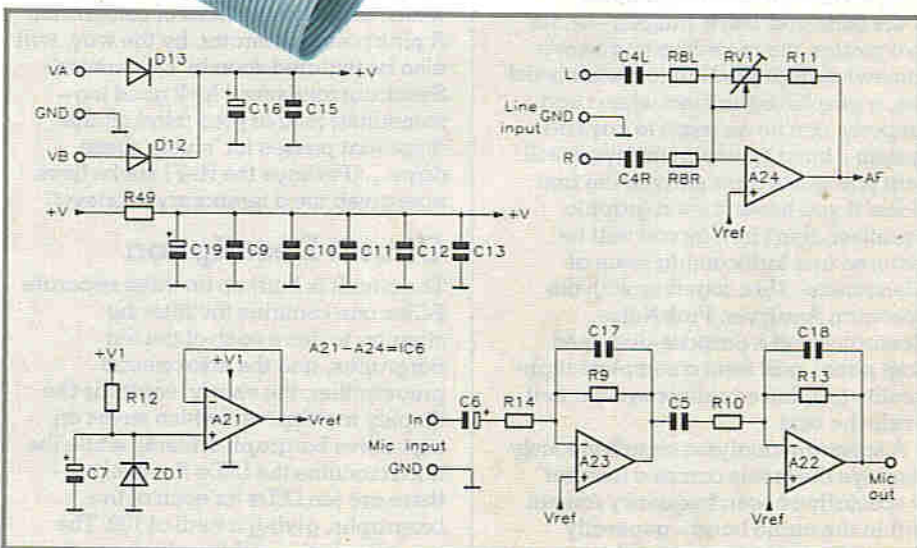 VA
D13
+V
C16
C15
GND
D12
VB
+V
R49
+V
C19
C9
C10
C11
C12
C13
L
C4L
R8L
RV1
R11
Line
input
GND
R
C4R
R8R
A24
AF
Vref
A21-A24=IC6
+V1
R12
+V1
A21
Vref
C7
ZD1
In
C6
R14
Mic input
GND
C17
R9
A23
Vref
C5
R10
C18
R13
A22
Vref
Mic
out